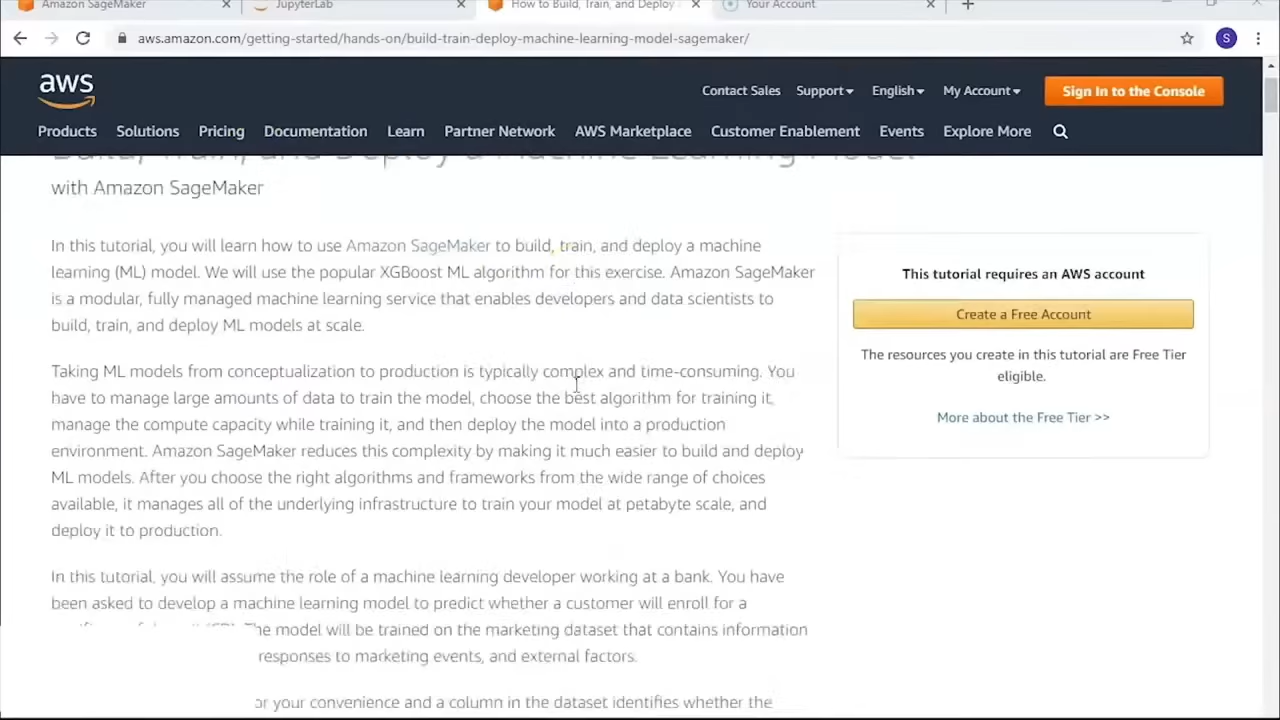 Amazon SageMaker
JupyterLab
How to Build, Train, and Deploy
Your Account
aws.amazon.com/getting-started/hands-on/build-train-deploy-machine-learning-model-sagemaker/
S
aws
Contact Sales Support English My Account Sign In to the Console
Products Solutions Pricing Documentation Learn Partner Network AWS Marketplace Customer Enablement Events Explore More
Build, Train, and Deploy a Machine Learning Model
with Amazon SageMaker
In this tutorial, you will learn how to use Amazon SageMaker to build, train, and deploy a machine
learning (ML) model. We will use the popular XGBoost ML algorithm for this exercise. Amazon SageMaker
is a modular, fully managed machine learning service that enables developers and data scientists to
build, train, and deploy ML models at scale.
Taking ML models from conceptualization to production is typically complex and time-consuming. You
have to manage large amounts of data to train the model, choose the best algorithm for training it,
manage the compute capacity while training it, and then deploy the model into a production
environment. Amazon SageMaker reduces this complexity by making it much easier to build and deploy
ML models. After you choose the right algorithms and frameworks from the wide range of choices
available, it manages all of the underlying infrastructure to train your model at petabyte scale, and
deploy it to production.
In this tutorial, you will assume the role of a machine learning developer working at a bank. You have
been asked to develop a machine learning model to predict whether a customer will enroll for a
The model will be trained on the marketing dataset that contains information
responses to marketing events, and external factors.
or your convenience and a column in the dataset identifies whether the
This tutorial requires an AWS account
Create a Free Account
The resources you create in this tutorial are Free Tier
eligible.
More about the Free Tier >>